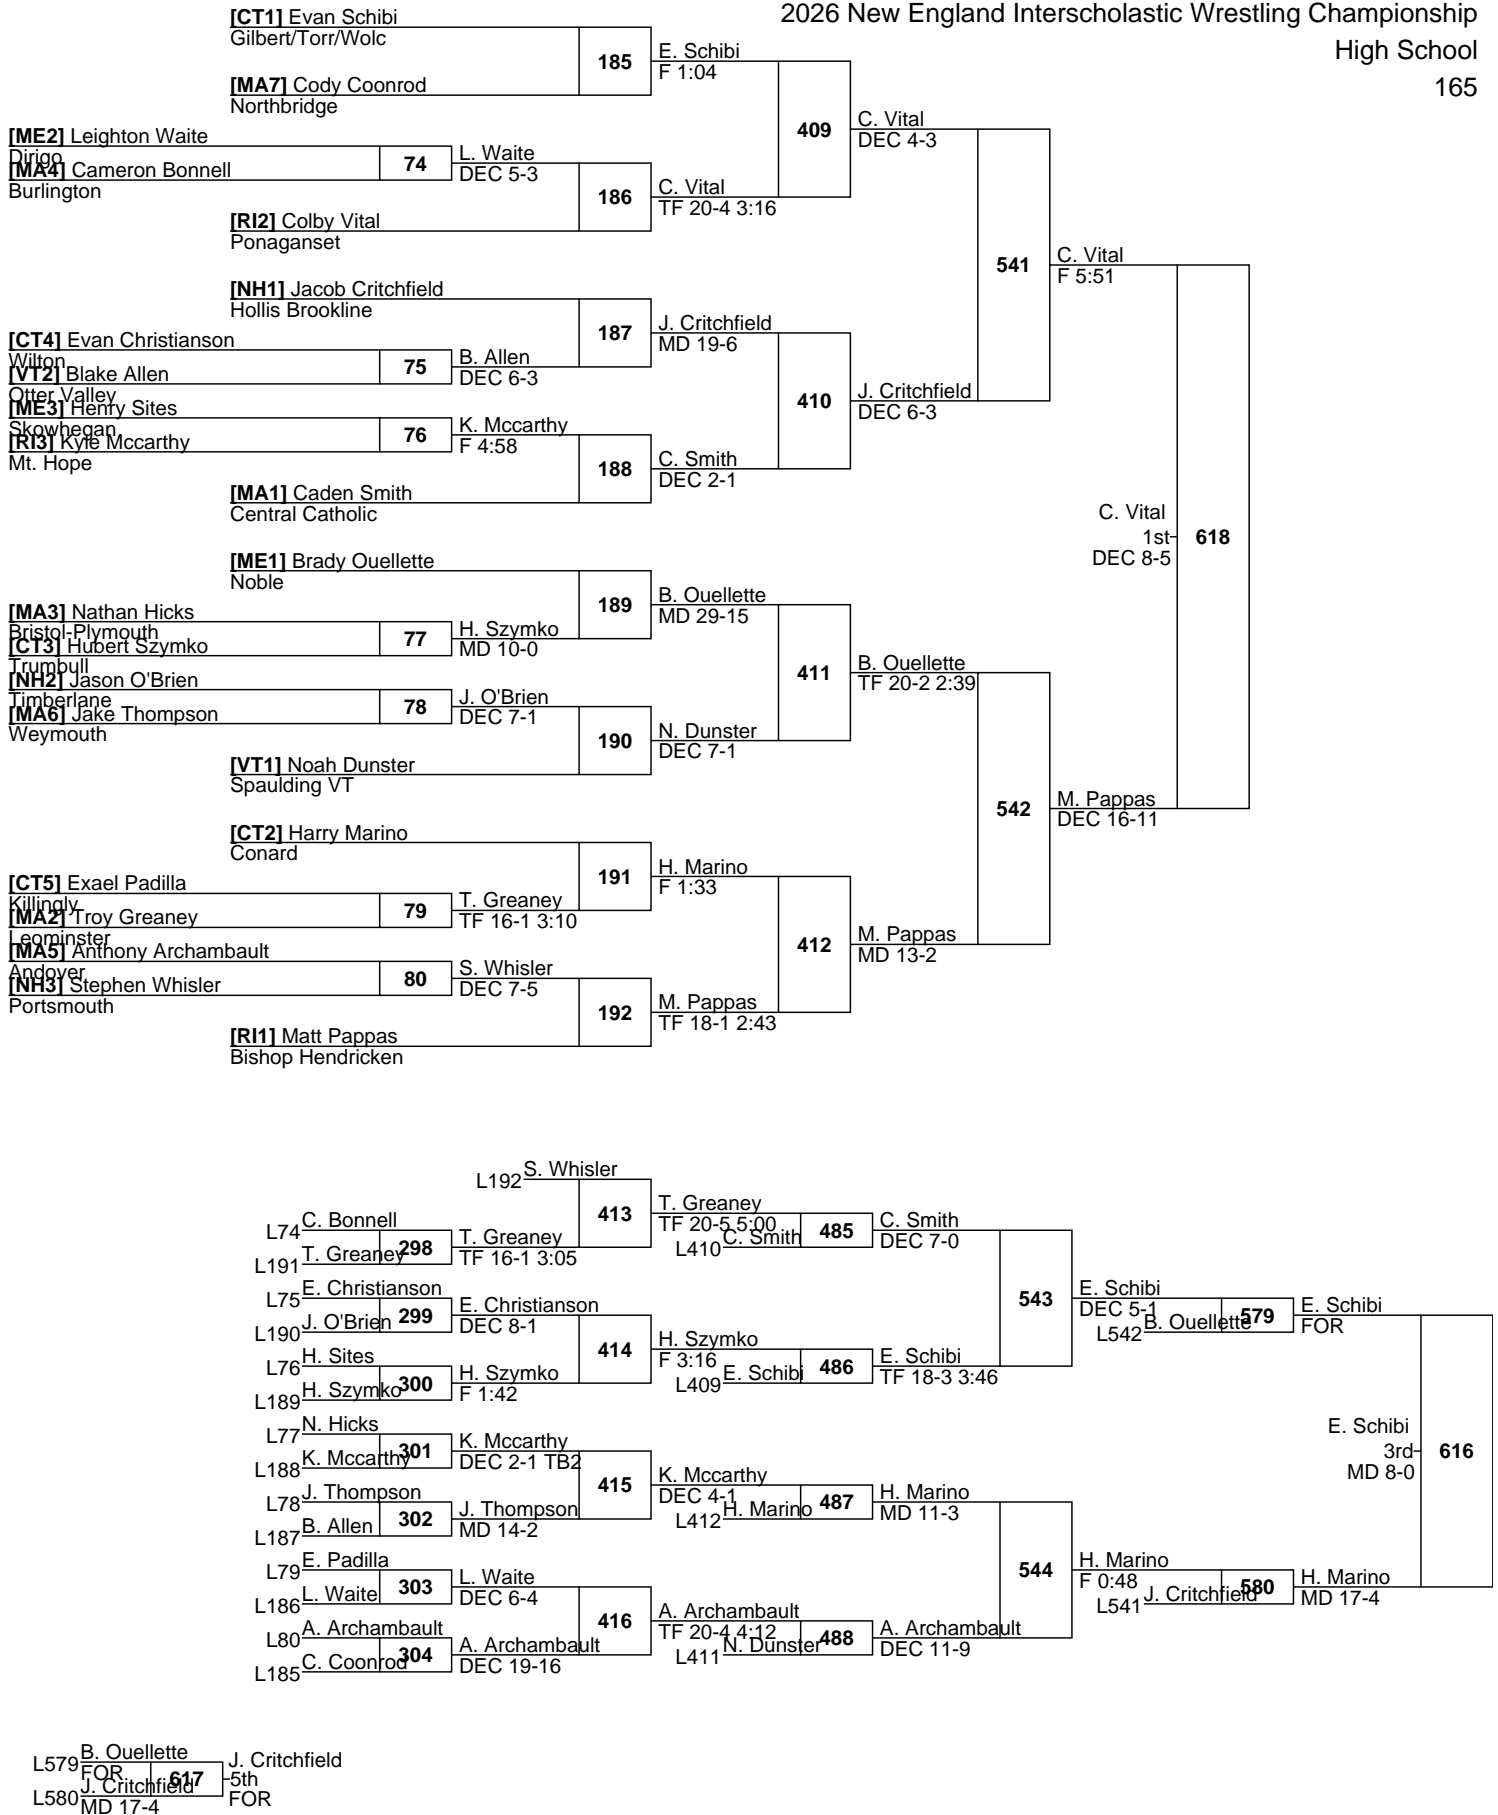 2026 New England Interscholastic Wrestling Championship
High School
165
[CT1] Evan Schibi
Gilbert/Torr/Wolc
185
E. Schibi
F 1:04
[MA7] Cody Coonrod
Northbridge
409
C. Vital
DEC 4-3
[ME2] Leighton Waite
Dirigo
74
L. Waite
DEC 5-3
[MA4] Cameron Bonnell
Burlington
186
C. Vital
TF 20-4 3:16
[RI2] Colby Vital
Ponaganset
541
C. Vital
F 5:51
[NH1] Jacob Critchfield
Hollis Brookline
187
J. Critchfield
MD 19-6
[CT4] Evan Christianson
Wilton
75
B. Allen
DEC 6-3
[VT2] Blake Allen
Otter Valley
410
J. Critchfield
DEC 6-3
[ME3] Henry Sites
Skowhegan
76
K. Mccarthy
F 4:58
[RI3] Kyle Mccarthy
Mt. Hope
188
C. Smith
DEC 2-1
[MA1] Caden Smith
Central Catholic
C. Vital
1st
DEC 8-5
618
[ME1] Brady Ouellette
Noble
189
B. Ouellette
MD 29-15
[MA3] Nathan Hicks
Bristol-Plymouth
77
H. Szymko
MD 10-0
[CT3] Hubert Szymko
Trumbull
411
B. Ouellette
TF 20-2 2:39
[NH2] Jason O'Brien
Timberlane
78
J. O'Brien
DEC 7-1
[MA6] Jake Thompson
Weymouth
190
N. Dunster
DEC 7-1
[VT1] Noah Dunster
Spaulding VT
542
M. Pappas
DEC 16-11
[CT2] Harry Marino
Conard
191
H. Marino
F 1:33
[CT5] Exael Padilla
Killingly
79
T. Greaney
TF 16-1 3:10
[MA2] Troy Greaney
Leominster
412
M. Pappas
MD 13-2
[MA5] Anthony Archambault
Andover
80
S. Whisler
DEC 7-5
[NH3] Stephen Whisler
Portsmouth
192
M. Pappas
TF 18-1 2:43
[RI1] Matt Pappas
Bishop Hendricken
L192 S. Whisler
413
T. Greaney
TF 20-5 5:00
L74 C. Bonnell
298
T. Greaney
TF 16-1 3:05
L191 T. Greaney
L410 C. Smith
485
C. Smith
DEC 7-0
L75 E. Christianson
299
E. Christianson
DEC 8-1
L190 J. O'Brien
543
E. Schibi
DEC 5-1
L542 B. Ouellette
579
E. Schibi
FOR
414
H. Szymko
F 3:16
L76 H. Sites
300
H. Szymko
F 1:42
L189 H. Szymko
L409 E. Schibi
486
E. Schibi
TF 18-3 3:46
L77 N. Hicks
301
K. Mccarthy
DEC 2-1 TB2
L188 K. Mccarthy
E. Schibi
3rd
MD 8-0
616
415
K. Mccarthy
DEC 4-1
L78 J. Thompson
302
J. Thompson
MD 14-2
L187 B. Allen
L412 H. Marino
487
H. Marino
MD 11-3
L79 E. Padilla
303
L. Waite
DEC 6-4
L186 L. Waite
544
H. Marino
F 0:48
L541 J. Critchfield
580
H. Marino
MD 17-4
416
A. Archambault
TF 20-4 4:12
L80 A. Archambault
304
A. Archambault
DEC 19-16
L185 C. Coonrod
L411 N. Dunster
488
A. Archambault
DEC 11-9
L579 B. Ouellette
FOR
617
J. Critchfield
5th
FOR
L580 J. Critchfield
MD 17-4